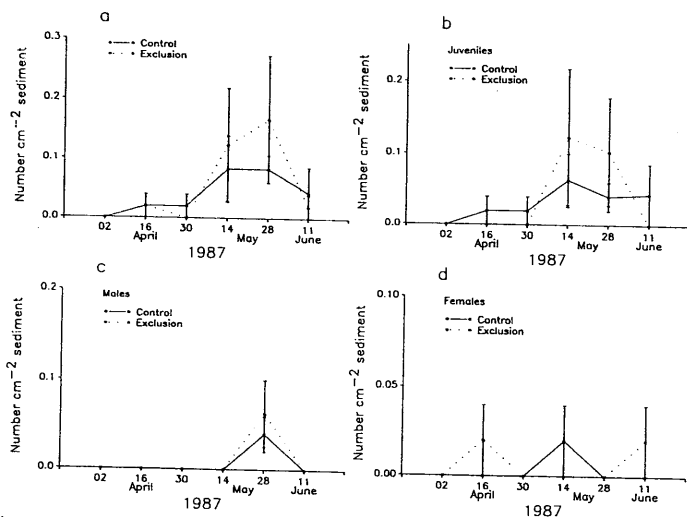 a
Control
Exclusion
Number cm⁻² sediment
0.3
0.2
0.1
0.0
02 16 30 14 28 11
April May June
1987
b
Juveniles
Control
Exclusion
Number cm⁻² sediment
0.2
0.1
0.0
02 16 30 14 28 11
April May June
1987
c
Males
Control
Exclusion
Number cm⁻² sediment
0.2
0.1
0.0
02 16 30 14 28 11
April May June
1987
d
Females
Control
Exclusion
Number cm⁻² sediment
0.10
0.05
0.00
02 16 30 14 28 11
April May June
1987